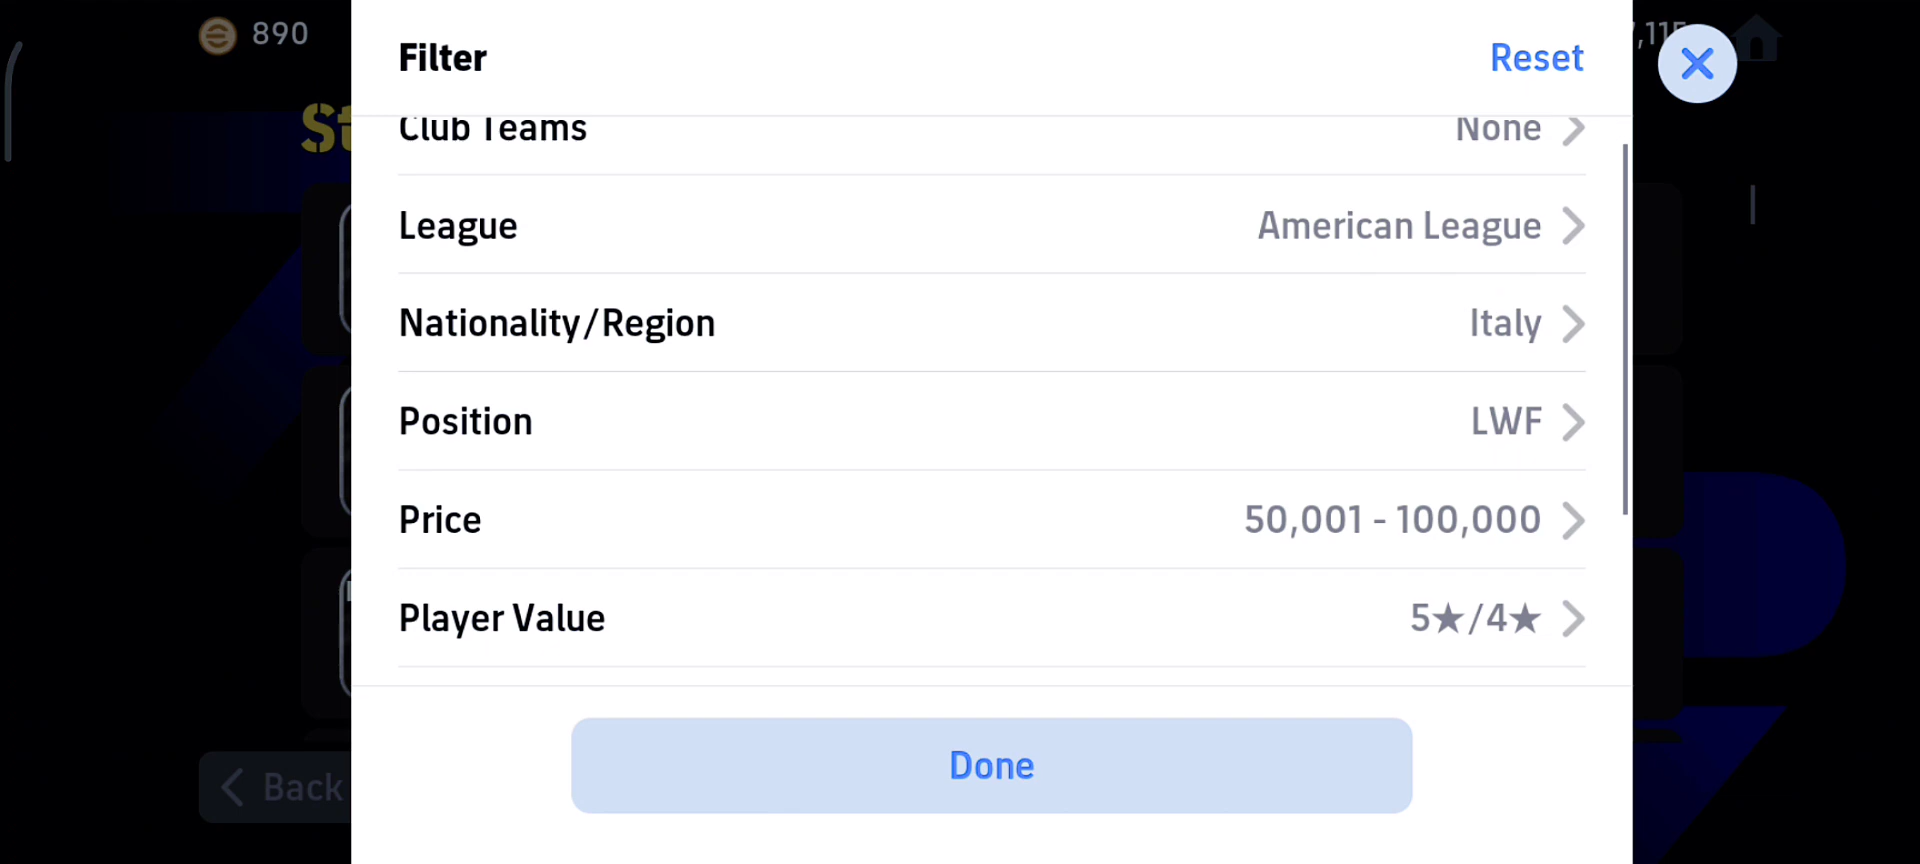 890
Filter
Reset
Club Teams
None
League
American League
Nationality/Region
Italy
Position
LWF
Price
50,001 - 100,000
Player Value
5★/4★
Done
Back